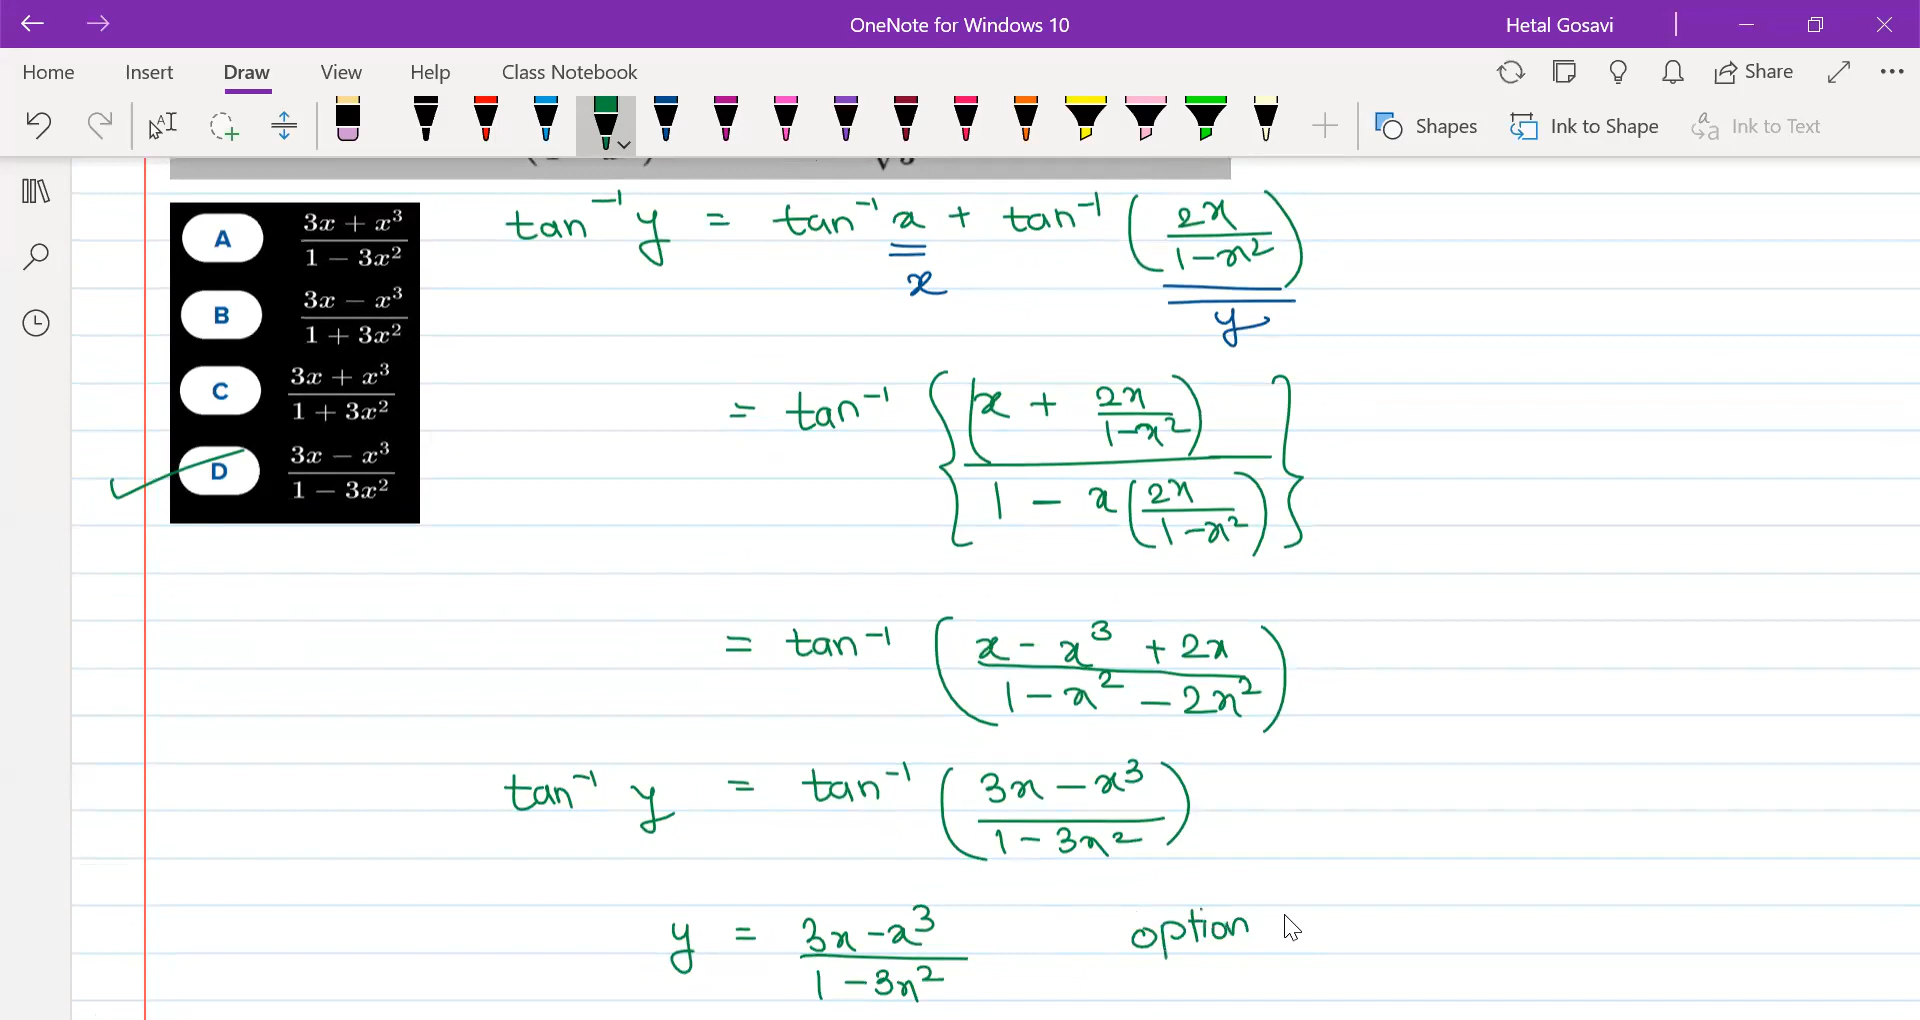 OneNote for Windows 10
Hetal Gosavi
Home Insert Draw View Help Class Notebook Share
Shapes Ink to Shape Ink to Text
A (3x + x³)/(1 − 3x²)
B (3x − x³)/(1 + 3x²)
C (3x + x³)/(1 + 3x²)
D (3x − x³)/(1 − 3x²)
tan⁻¹ y = tan⁻¹ x + tan⁻¹ (2x/(1−x²))
x
y
= tan⁻¹ {(x + 2x/(1−x²))/(1 − x(2x/(1−x²)))}
= tan⁻¹ ((x − x³ + 2x)/(1 − x² − 2x²))
tan⁻¹ y = tan⁻¹ ((3x − x³)/(1 − 3x²))
y = (3x − x³)/(1 − 3x²) option